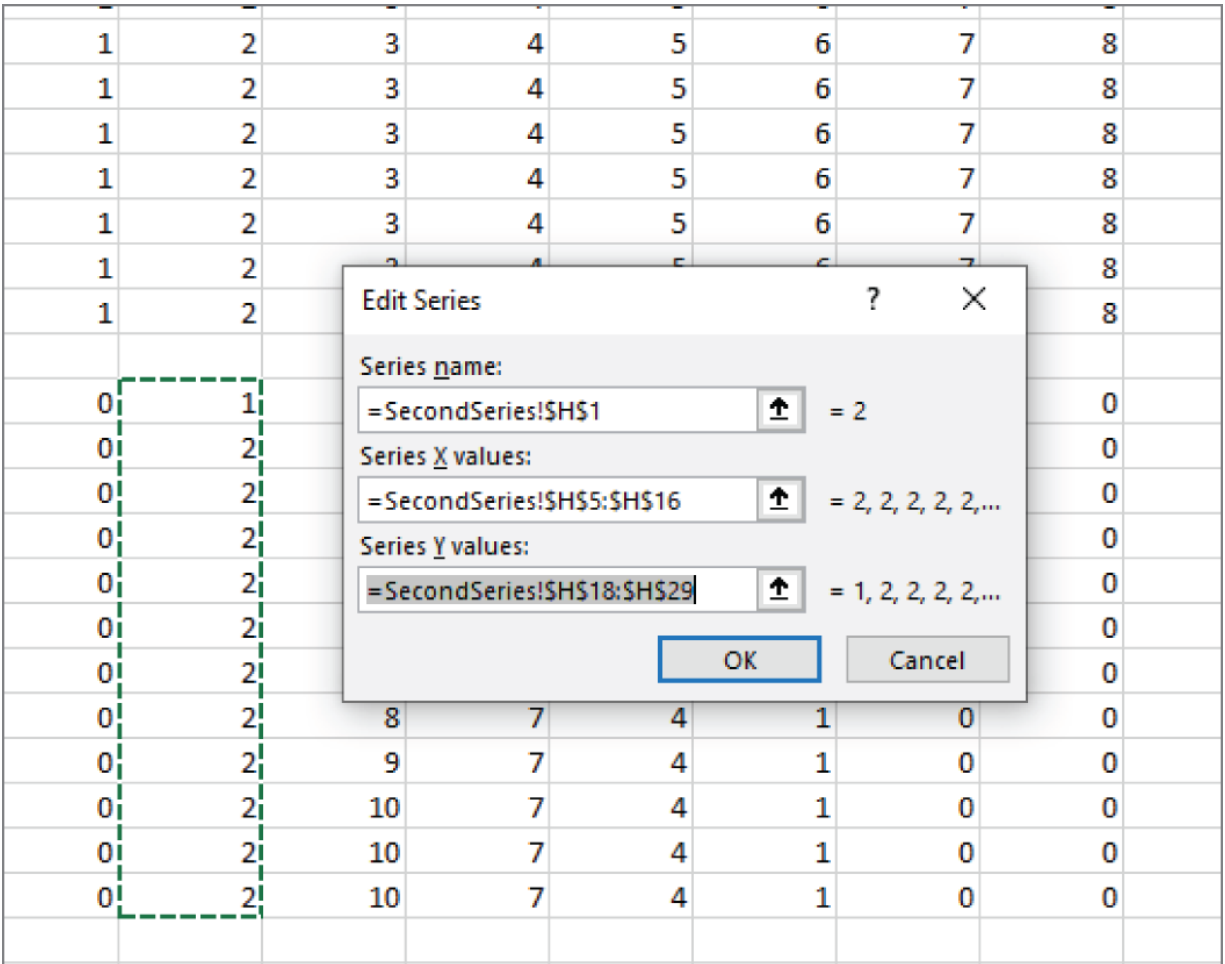 1 2 3 4 5 6 7 8
1 2 3 4 5 6 7 8
1 2 3 4 5 6 7 8
1 2 3 4 5 6 7 8
1 2 3 4 5 6 7 8
1 2 8
1 2 8
Edit Series ? ×
Series name:
=SecondSeries!$H$1 = 2
Series X values:
=SecondSeries!$H$5:$H$16 = 2, 2, 2, 2, 2,...
Series Y values:
=SecondSeries!$H$18:$H$29 = 1, 2, 2, 2, 2,...
OK Cancel
0 1 0
0 2 0
0 2 0
0 2 0
0 2 0
0 2 0
0 2 0
0 2 8 7 4 1 0 0
0 2 9 7 4 1 0 0
0 2 10 7 4 1 0 0
0 2 10 7 4 1 0 0
0 2 10 7 4 1 0 0